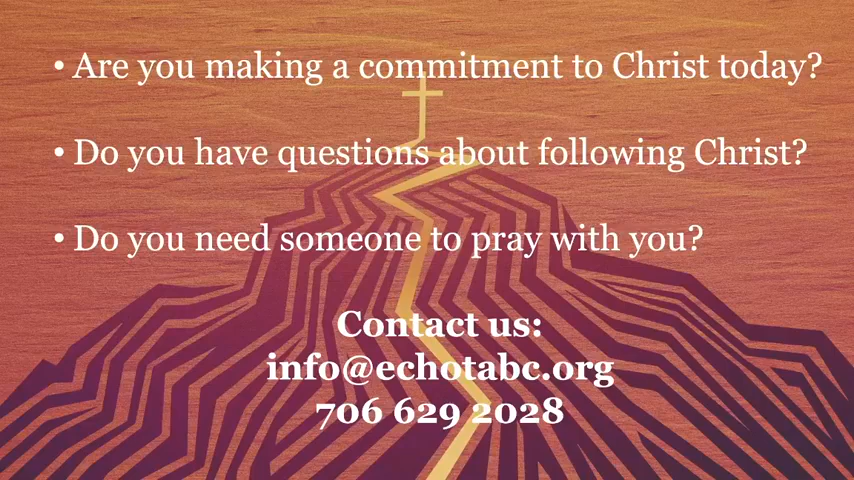 • Are you making a commitment to Christ today?
• Do you have questions about following Christ?
• Do you need someone to pray with you?
Contact us:
info@echotabc.org
706 629 2028